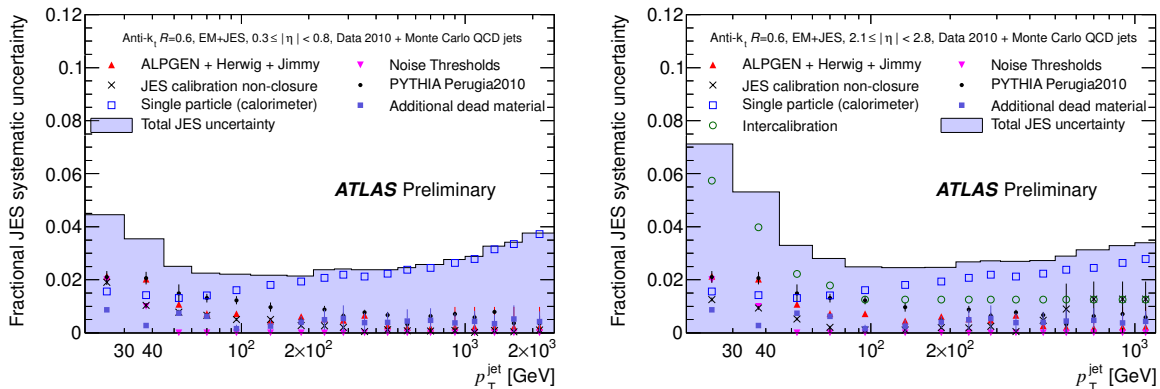 Fractional JES systematic uncertainty
0.12
0.1
0.08
0.06
0.04
0.02
0
Anti-k_t R=0.6, EM+JES, 0.3≤ |η| < 0.8, Data 2010 + Monte Carlo QCD jets
ALPGEN + Herwig + Jimmy
JES calibration non-closure
Single particle (calorimeter)
Total JES uncertainty
Noise Thresholds
PYTHIA Perugia2010
Additional dead material
ATLAS Preliminary
30 40 10² 2×10² 10³ 2×10³
p_T^jet [GeV]
Fractional JES systematic uncertainty
0.12
0.1
0.08
0.06
0.04
0.02
0
Anti-k_t R=0.6, EM+JES, 2.1≤ |η| < 2.8, Data 2010 + Monte Carlo QCD jets
ALPGEN + Herwig + Jimmy
JES calibration non-closure
Single particle (calorimeter)
Intercalibration
Noise Thresholds
PYTHIA Perugia2010
Additional dead material
Total JES uncertainty
ATLAS Preliminary
30 40 10² 2×10² 10³
p_T^jet [GeV]